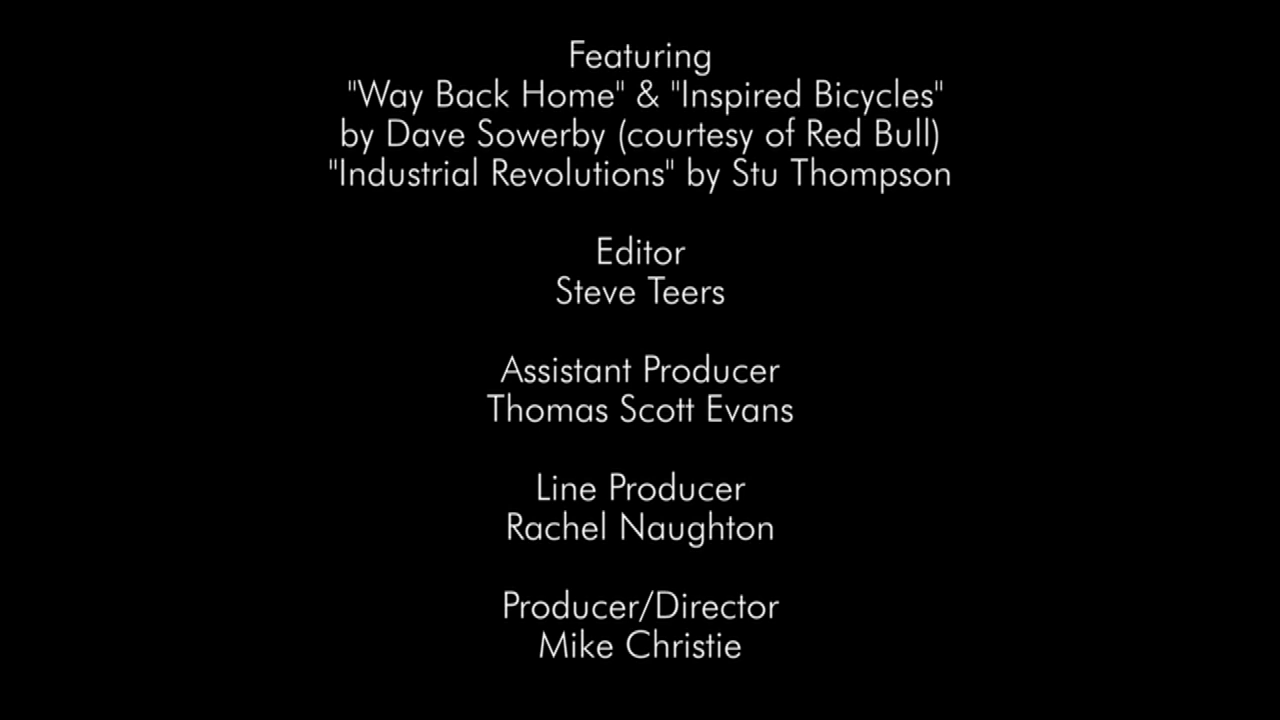 Featuring
"Way Back Home" & "Inspired Bicycles"
by Dave Sowerby (courtesy of Red Bull)
"Industrial Revolutions" by Stu Thompson
Editor
Steve Teers
Assistant Producer
Thomas Scott Evans
Line Producer
Rachel Naughton
Producer/Director
Mike Christie